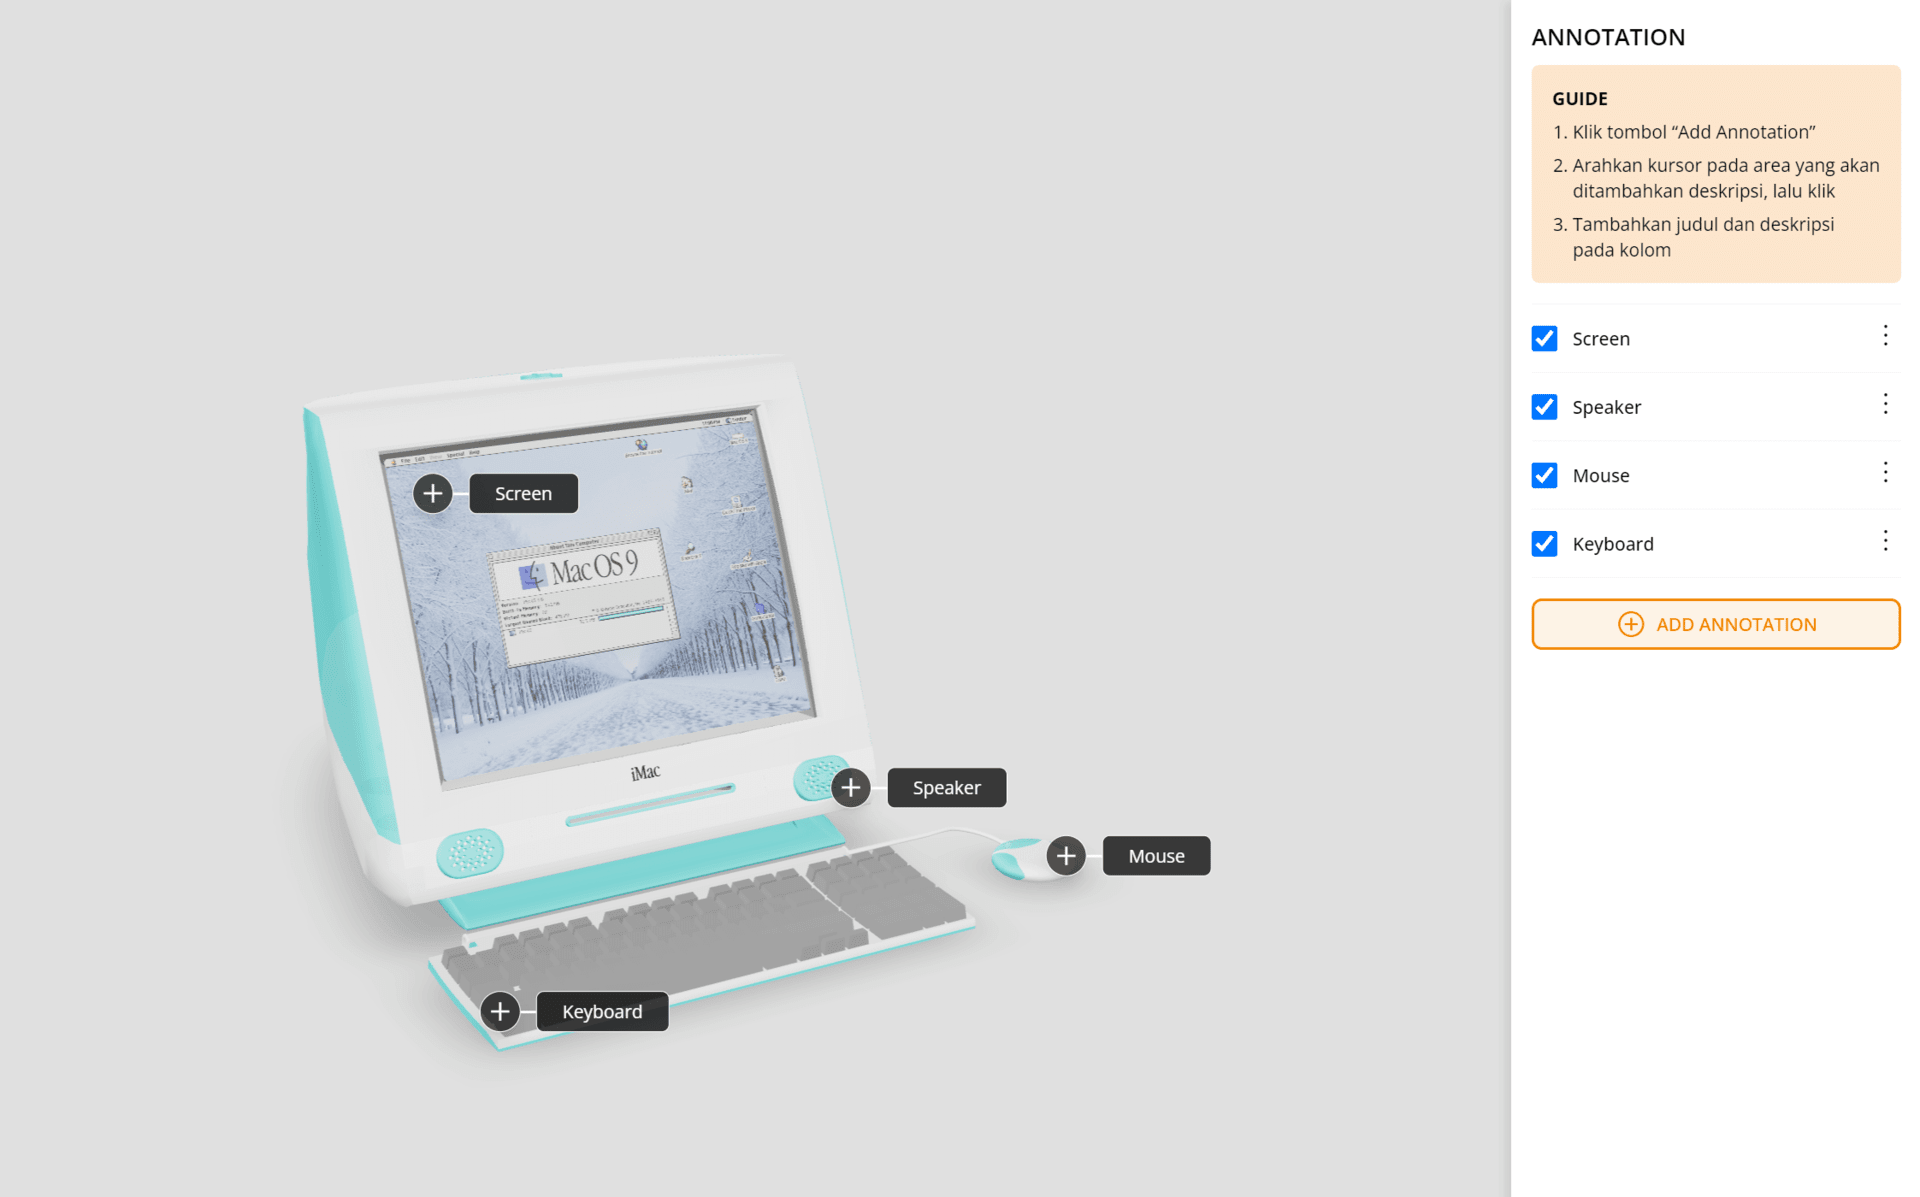 ANNOTATION
GUIDE
1. Klik tombol “Add Annotation”
2. Arahkan kursor pada area yang akan
ditambahkan deskripsi, lalu klik
3. Tambahkan judul dan deskripsi
pada kolom
Screen
Speaker
Mouse
Keyboard
ADD ANNOTATION
Screen
Mac OS 9
iMac
Speaker
Mouse
Keyboard